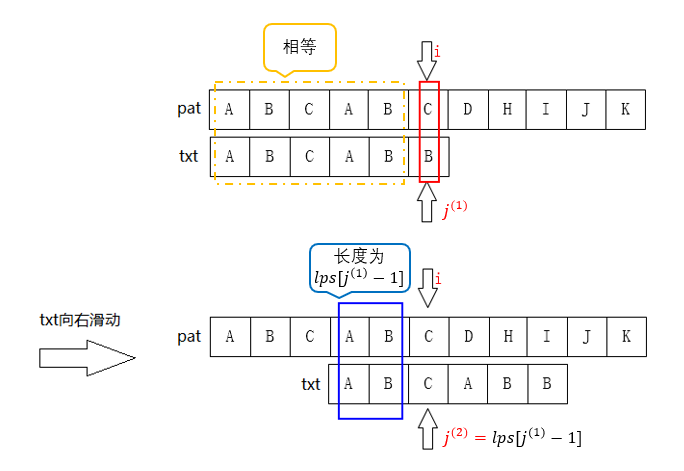 相等
i
pat A B C A B C D H I J K
txt A B C A B B
j^(1)
长度为
lps[j^(1) − 1]
i
txt向右滑动
pat A B C A B C D H I J K
txt A B C A B B
j^(2) = lps[j^(1) − 1]